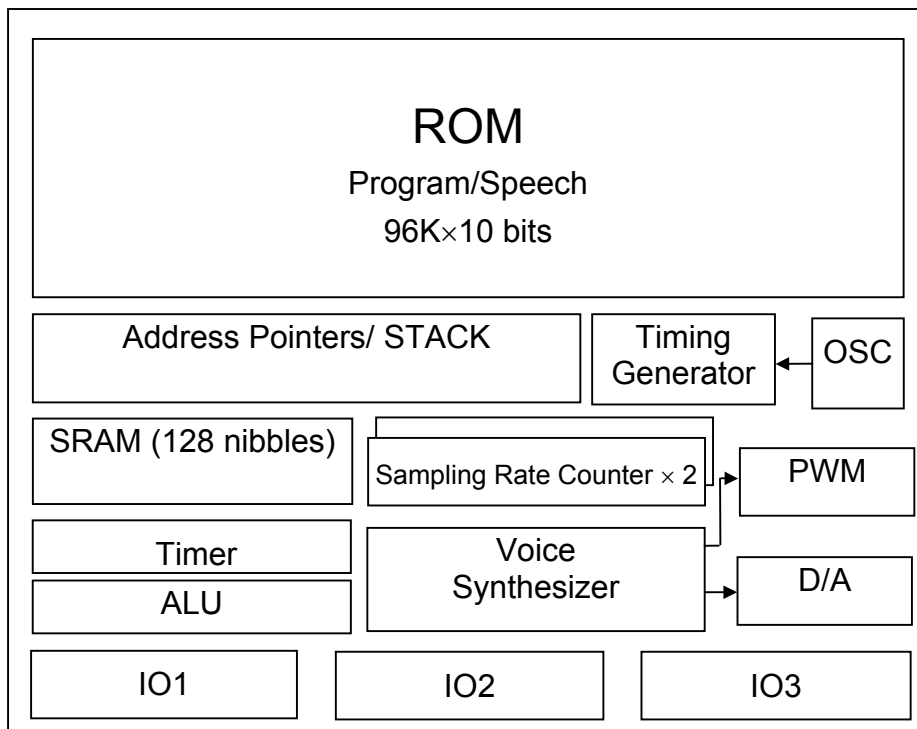 ROM
Program/Speech
96K×10 bits
Address Pointers/ STACK
Timing
Generator
OSC
SRAM (128 nibbles)
Sampling Rate Counter × 2
PWM
Timer
Voice
Synthesizer
D/A
ALU
IO1
IO2
IO3